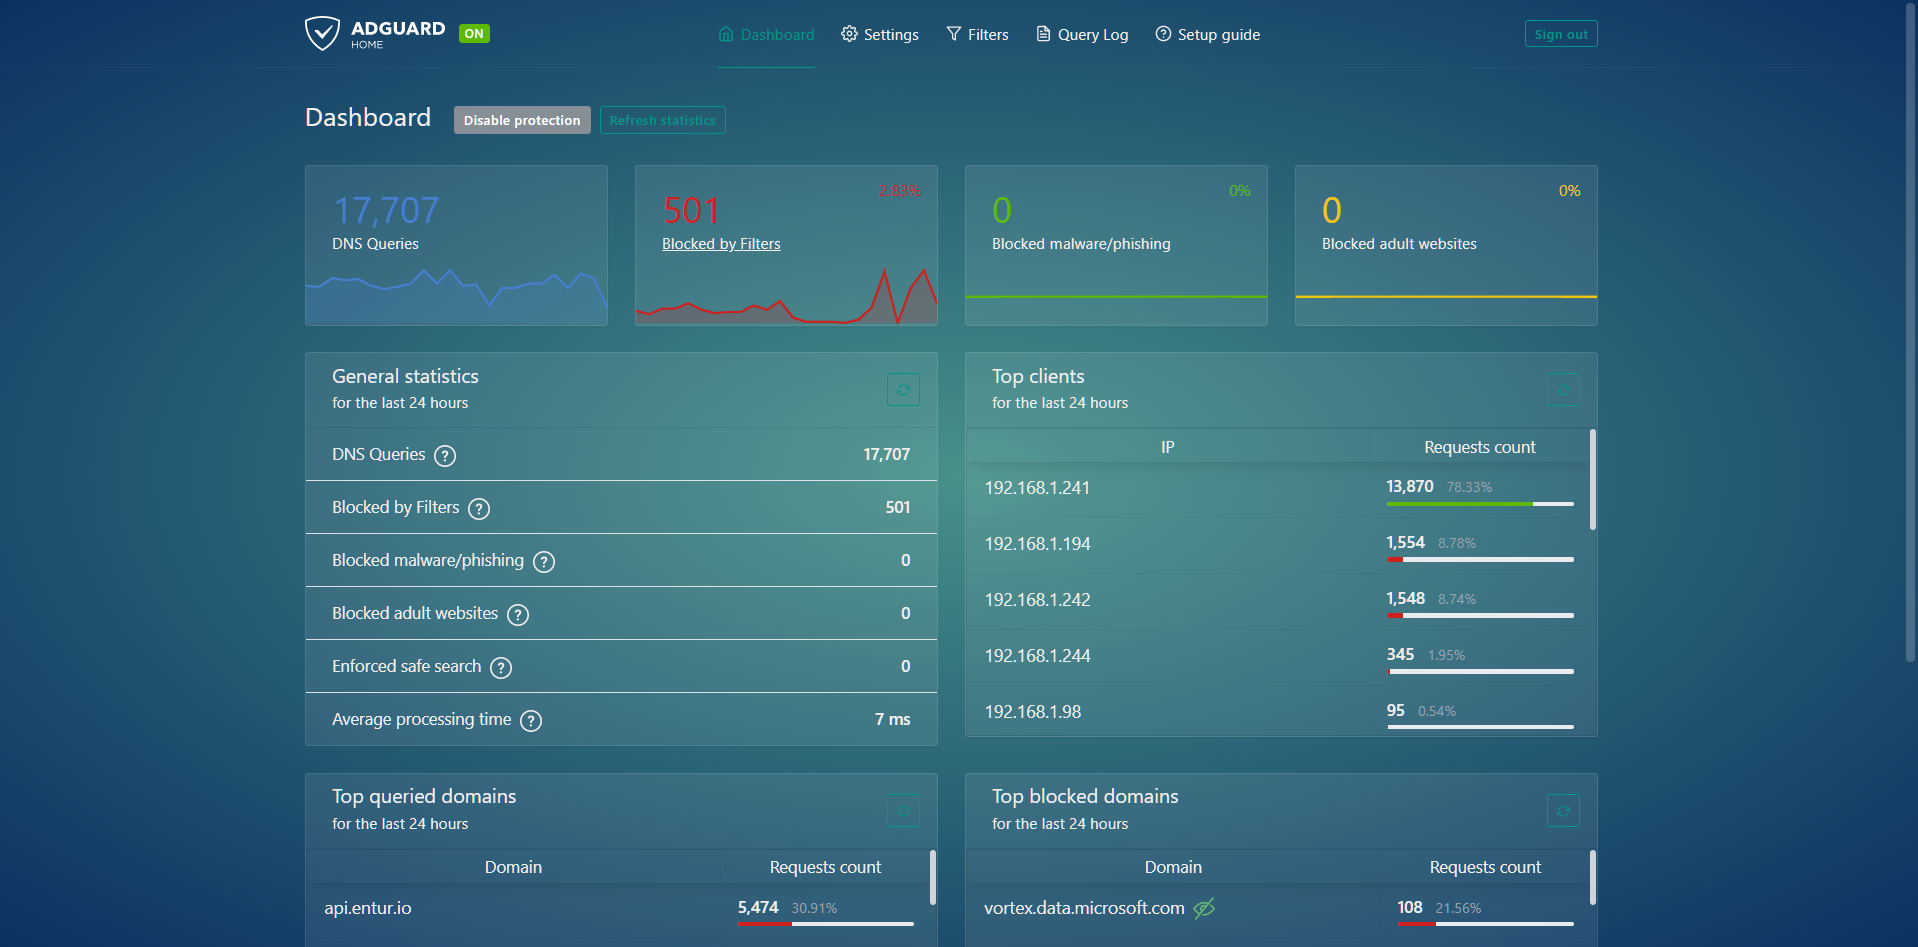 ADGUARD
HOME
ON
Dashboard
Settings
Filters
Query Log
Setup guide
Sign out
Dashboard
Disable protection
Refresh statistics
17,707
DNS Queries
2.83%
501
Blocked by Filters
0%
0
Blocked malware/phishing
0%
0
Blocked adult websites
General statistics
for the last 24 hours
DNS Queries ? 17,707
Blocked by Filters ? 501
Blocked malware/phishing ? 0
Blocked adult websites ? 0
Enforced safe search ? 0
Average processing time ? 7 ms
Top clients
for the last 24 hours
IP Requests count
192.168.1.241 13,870 78.33%
192.168.1.194 1,554 8.78%
192.168.1.242 1,548 8.74%
192.168.1.244 345 1.95%
192.168.1.98 95 0.54%
Top queried domains
for the last 24 hours
Domain Requests count
api.entur.io 5,474 30.91%
Top blocked domains
for the last 24 hours
Domain Requests count
vortex.data.microsoft.com 108 21.56%